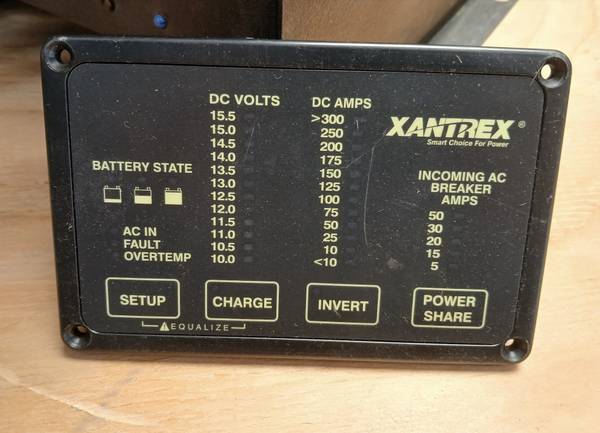 DC VOLTS
15.5
15.0
14.5
14.0
13.5
13.0
12.5
12.0
11.5
11.0
10.5
10.0
DC AMPS
>300
250
200
175
150
125
100
75
50
25
10
<10
XANTREX®
Smart Choice For Power
BATTERY STATE
AC IN
FAULT
OVERTEMP
INCOMING AC
BREAKER
AMPS
50
30
20
15
5
SETUP
CHARGE
INVERT
POWER
SHARE
EQUALIZE